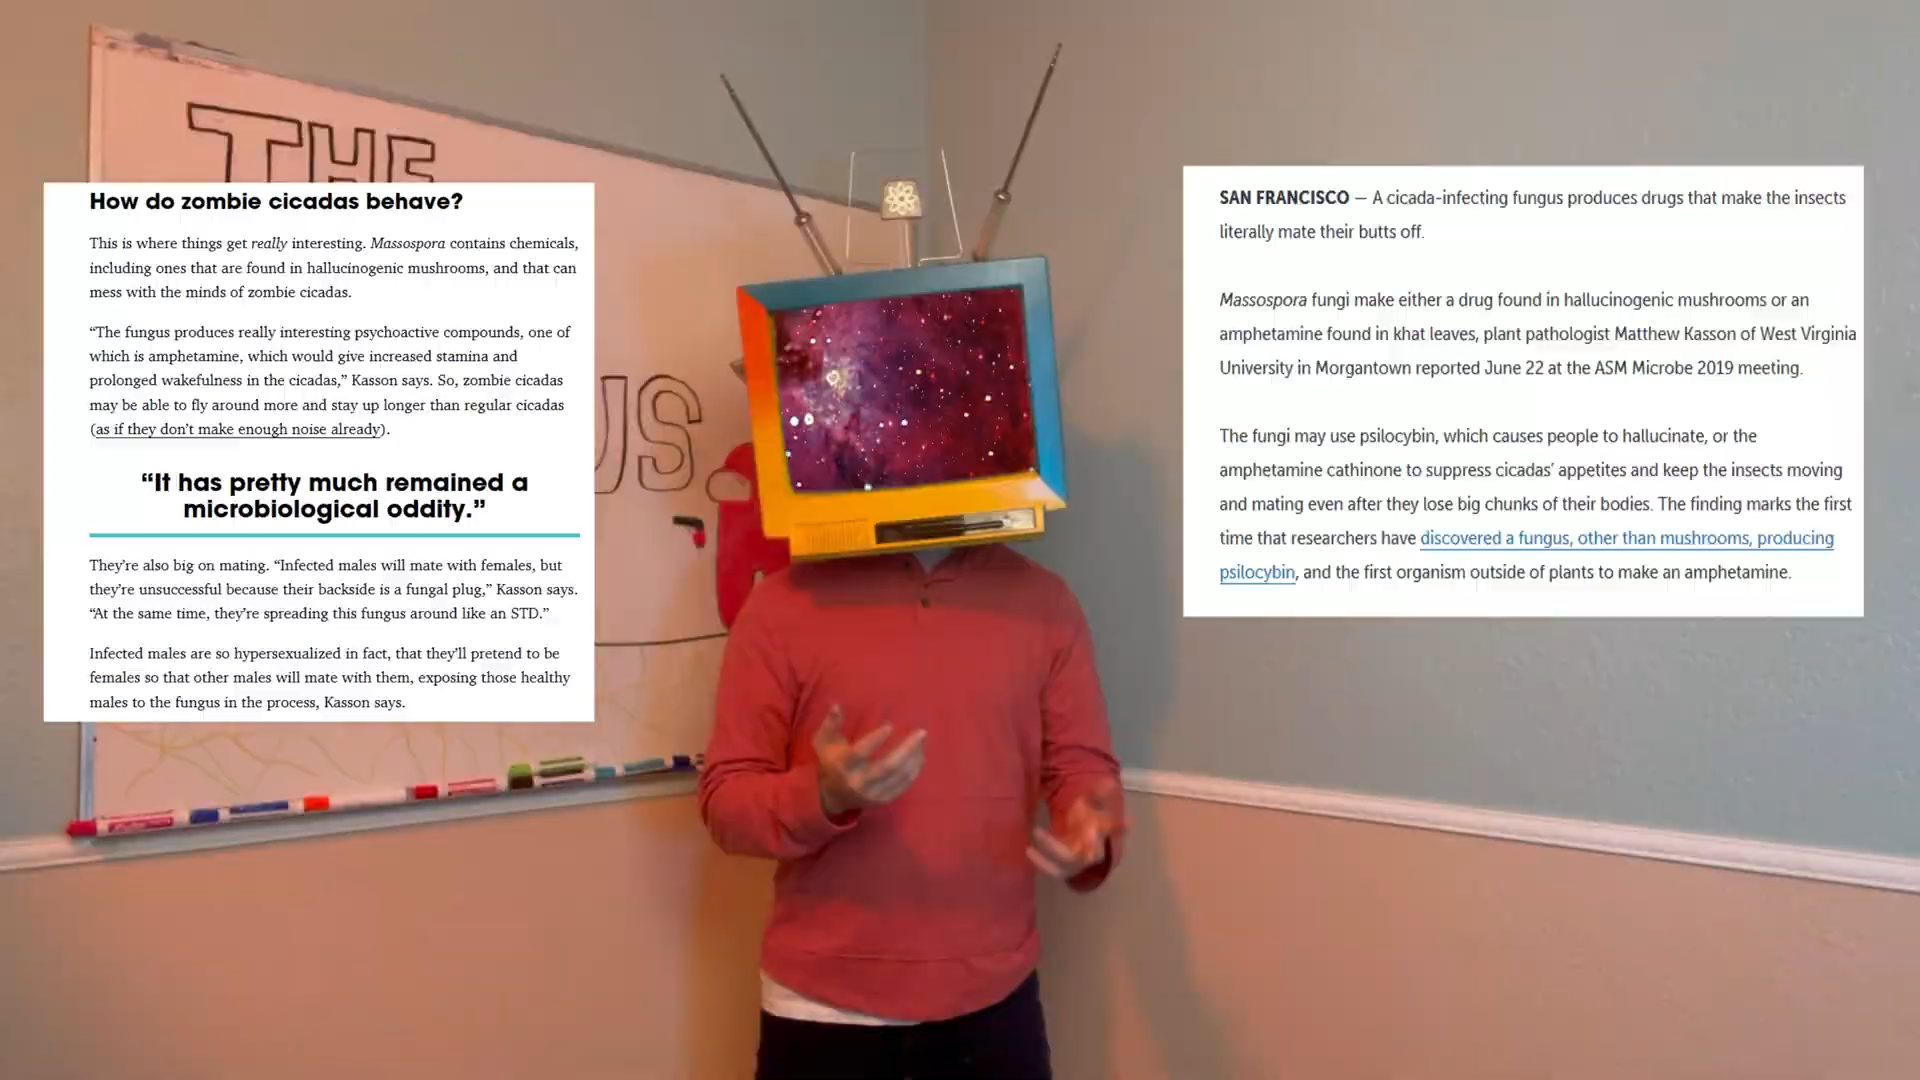 THE
US
How do zombie cicadas behave?
This is where things get really interesting. Massospora contains chemicals,
including ones that are found in hallucinogenic mushrooms, and that can
mess with the minds of zombie cicadas.
“The fungus produces really interesting psychoactive compounds, one of
which is amphetamine, which would give increased stamina and
prolonged wakefulness in the cicadas,” Kasson says. So, zombie cicadas
may be able to fly around more and stay up longer than regular cicadas
(as if they don’t make enough noise already).
“It has pretty much remained a
microbiological oddity.”
They’re also big on mating. “Infected males will mate with females, but
they’re unsuccessful because their backside is a fungal plug,” Kasson says.
“At the same time, they’re spreading this fungus around like an STD.”
Infected males are so hypersexualized in fact, that they’ll pretend to be
females so that other males will mate with them, exposing those healthy
males to the fungus in the process, Kasson says.
SAN FRANCISCO — A cicada-infecting fungus produces drugs that make the insects
literally mate their butts off.
Massospora fungi make either a drug found in hallucinogenic mushrooms or an
amphetamine found in khat leaves, plant pathologist Matthew Kasson of West Virginia
University in Morgantown reported June 22 at the ASM Microbe 2019 meeting.
The fungi may use psilocybin, which causes people to hallucinate, or the
amphetamine cathinone to suppress cicadas’ appetites and keep the insects moving
and mating even after they lose big chunks of their bodies. The finding marks the first
time that researchers have discovered a fungus, other than mushrooms, producing
psilocybin, and the first organism outside of plants to make an amphetamine.